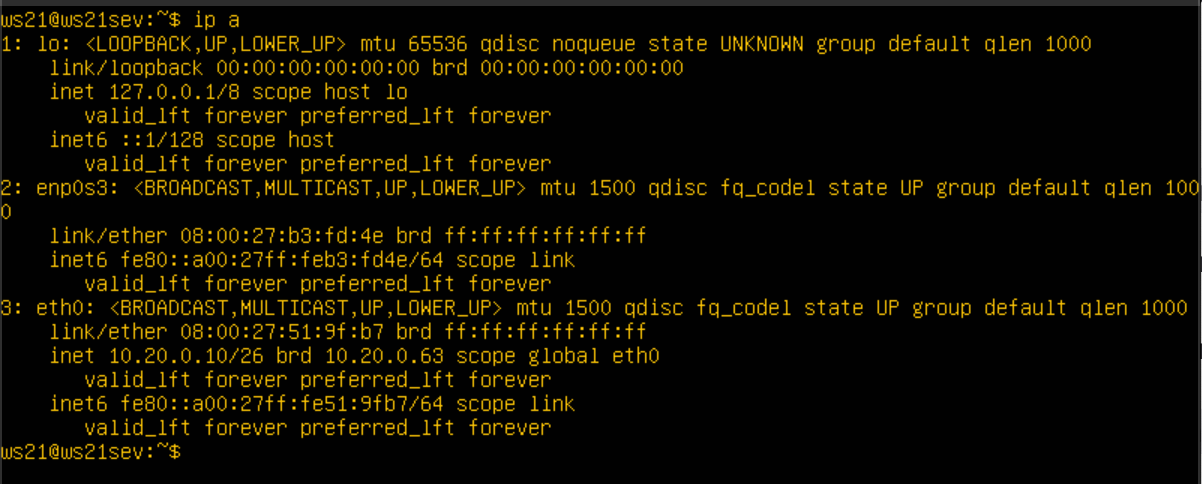 ws21@ws21sev:~$ ip a
1: lo: <LOOPBACK,UP,LOWER_UP> mtu 65536 qdisc noqueue state UNKNOWN group default qlen 1000
    link/loopback 00:00:00:00:00:00 brd 00:00:00:00:00:00
    inet 127.0.0.1/8 scope host lo
       valid_lft forever preferred_lft forever
    inet6 ::1/128 scope host
       valid_lft forever preferred_lft forever
2: enp0s3: <BROADCAST,MULTICAST,UP,LOWER_UP> mtu 1500 qdisc fq_codel state UP group default qlen 100
0
    link/ether 08:00:27:b3:fd:4e brd ff:ff:ff:ff:ff:ff
    inet6 fe80::a00:27ff:feb3:fd4e/64 scope link
       valid_lft forever preferred_lft forever
3: eth0: <BROADCAST,MULTICAST,UP,LOWER_UP> mtu 1500 qdisc fq_codel state UP group default qlen 1000
    link/ether 08:00:27:51:9f:b7 brd ff:ff:ff:ff:ff:ff
    inet 10.20.0.10/26 brd 10.20.0.63 scope global eth0
       valid_lft forever preferred_lft forever
    inet6 fe80::a00:27ff:fe51:9fb7/64 scope link
       valid_lft forever preferred_lft forever
ws21@ws21sev:~$